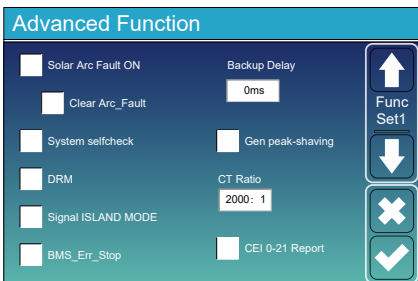 Advanced Function
Solar Arc Fault ON
Backup Delay
0ms
Clear Arc_Fault
Func
Set1
System selfcheck
Gen peak-shaving
DRM
CT Ratio
2000: 1
Signal ISLAND MODE
BMS_Err_Stop
CEI 0-21 Report